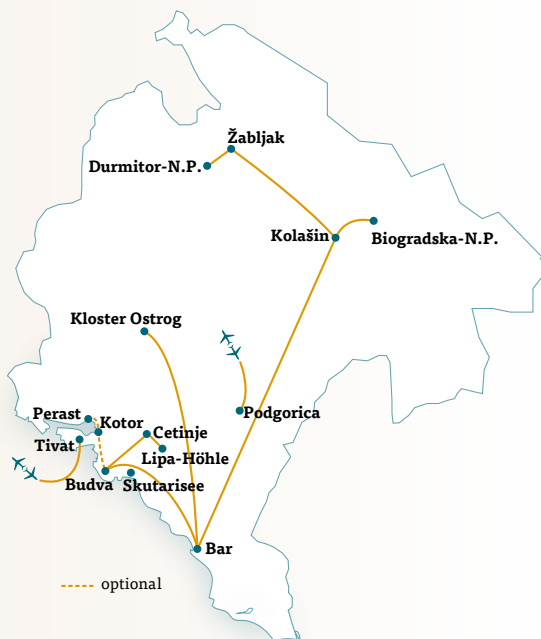 Žabljak
Durmitor-N.P.
Kolašin
Biogradska-N.P.
Kloster Ostrog
Podgorica
Perast
Kotor
Cetinje
Tivat
Lipa-Höhle
Budva
Skutarisee
Bar
optional